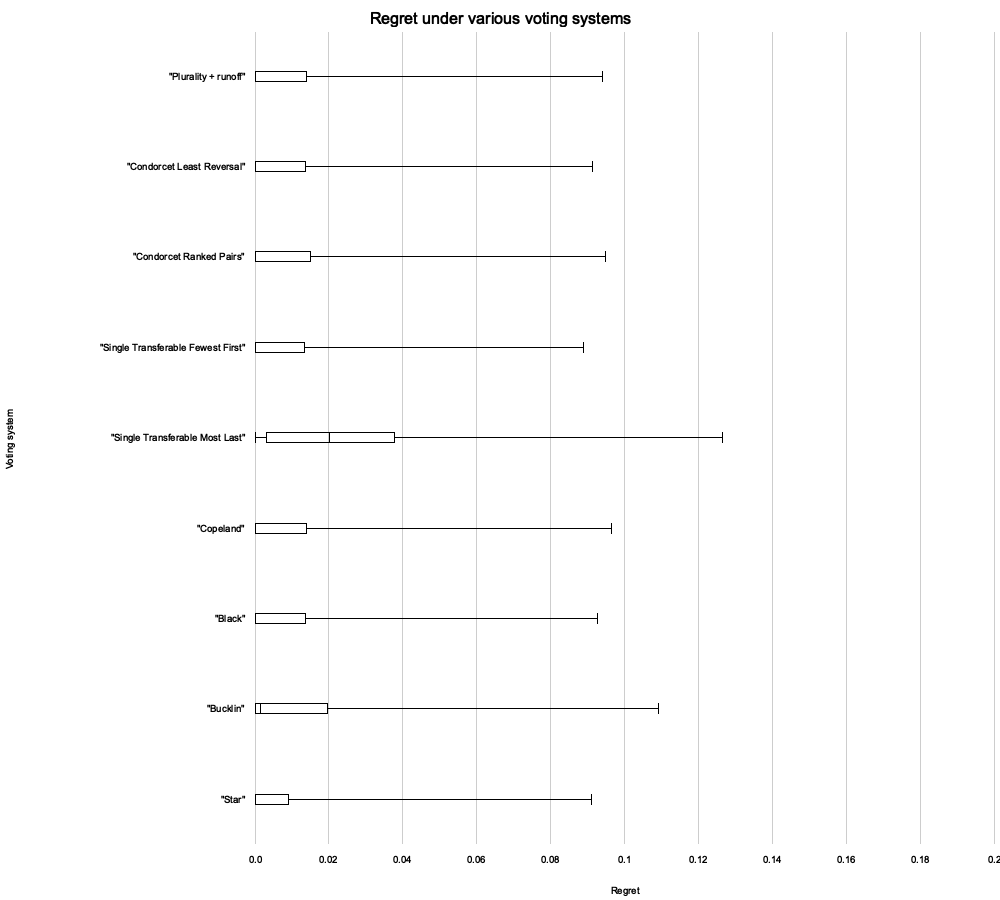 Regret under various voting systems
"Plurality + runoff"
"Condorcet Least Reversal"
"Condorcet Ranked Pairs"
"Single Transferable Fewest First"
Voting system
"Single Transferable Most Last"
"Copeland"
"Black"
"Bucklin"
"Star"
0.0 0.02 0.04 0.06 0.08 0.1 0.12 0.14 0.16 0.18 0.2
Regret